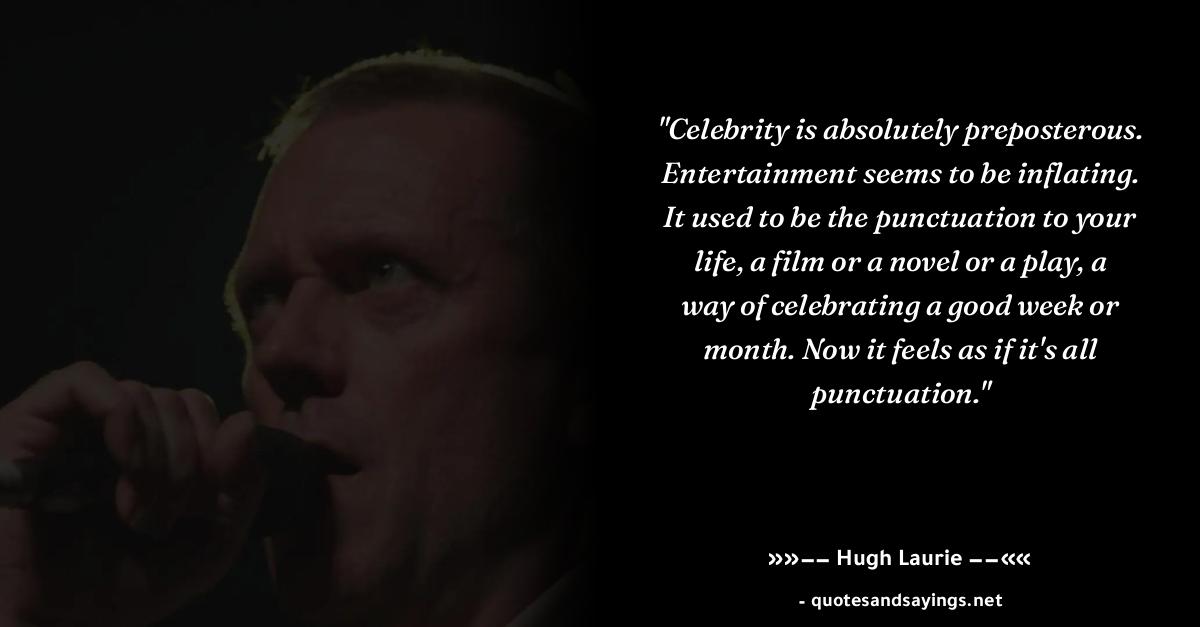 "Celebrity is absolutely preposterous.
Entertainment seems to be inflating.
It used to be the punctuation to your
life, a film or a novel or a play, a
way of celebrating a good week or
month. Now it feels as if it's all
punctuation."
»»−− Hugh Laurie −−««
- quotesandsayings.net